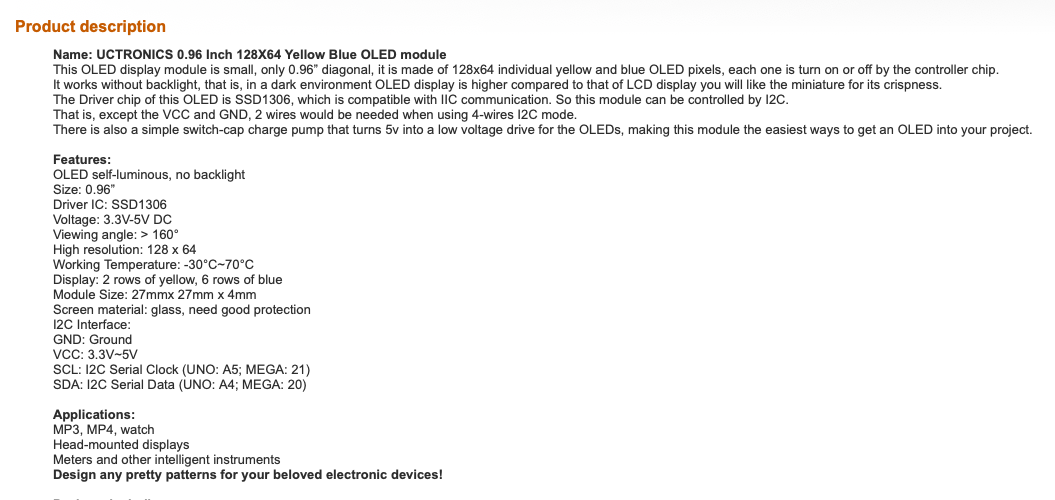 Product description
Name: UCTRONICS 0.96 Inch 128X64 Yellow Blue OLED module
This OLED display module is small, only 0.96” diagonal, it is made of 128x64 individual yellow and blue OLED pixels, each one is turn on or off by the controller chip.
It works without backlight, that is, in a dark environment OLED display is higher compared to that of LCD display you will like the miniature for its crispness.
The Driver chip of this OLED is SSD1306, which is compatible with IIC communication. So this module can be controlled by I2C.
That is, except the VCC and GND, 2 wires would be needed when using 4-wires I2C mode.
There is also a simple switch-cap charge pump that turns 5v into a low voltage drive for the OLEDs, making this module the easiest ways to get an OLED into your project.
Features:
OLED self-luminous, no backlight
Size: 0.96”
Driver IC: SSD1306
Voltage: 3.3V-5V DC
Viewing angle: > 160°
High resolution: 128 x 64
Working Temperature: -30°C~70°C
Display: 2 rows of yellow, 6 rows of blue
Module Size: 27mmx 27mm x 4mm
Screen material: glass, need good protection
I2C Interface:
GND: Ground
VCC: 3.3V~5V
SCL: I2C Serial Clock (UNO: A5; MEGA: 21)
SDA: I2C Serial Data (UNO: A4; MEGA: 20)
Applications:
MP3, MP4, watch
Head-mounted displays
Meters and other intelligent instruments
Design any pretty patterns for your beloved electronic devices!